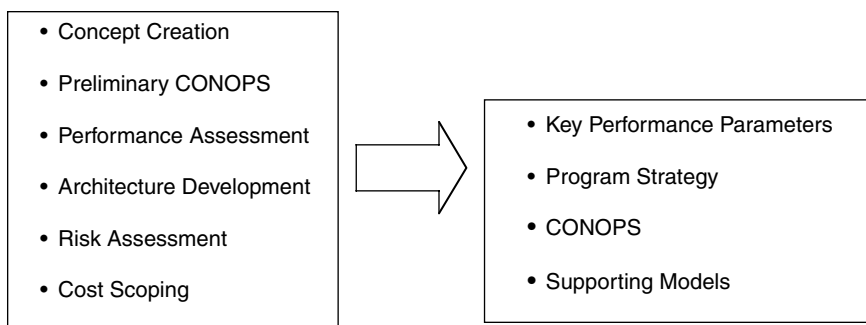 • Concept Creation
• Preliminary CONOPS
• Performance Assessment
• Architecture Development
• Risk Assessment
• Cost Scoping
• Key Performance Parameters
• Program Strategy
• CONOPS
• Supporting Models